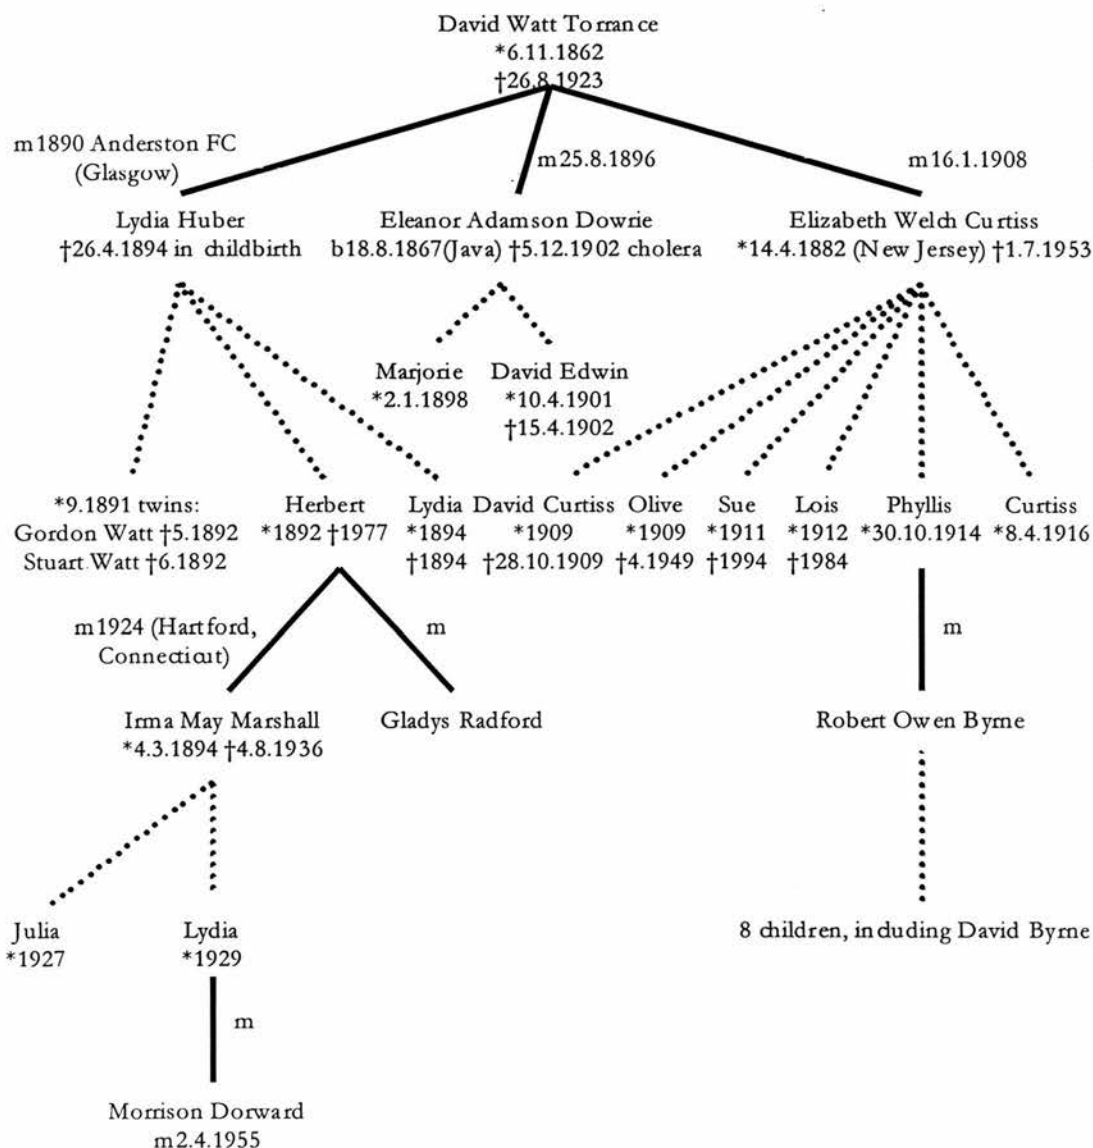 David Watt Torrance
*6.11.1862
†26.8.1923
m1890 Anderston FC
(Glasgow)
m25.8.1896
m16.1.1908
Lydia Huber
†26.4.1894 in childbirth
Eleanor Adamson Dowrie
b18.8.1867(Java) †5.12.1902 cholera
Elizabeth Welch Curtiss
*14.4.1882 (New Jersey) †1.7.1953
Marjorie
*2.1.1898
David Edwin
*10.4.1901
†15.4.1902
*9.1891 twins:
Gordon Watt †5.1892
Stuart Watt †6.1892
Herbert
*1892 †1977
Lydia
*1894
†1894
David Curtiss
*1909
†28.10.1909
Olive
*1909
†4.1949
Sue
*1911
†1994
Lois
*1912
†1984
Phyllis
*30.10.1914
Curtiss
*8.4.1916
m1924 (Hartford,
Connecticut)
m
m
Irma May Marshall
*4.3.1894 †4.8.1936
Gladys Radford
Robert Owen Byrne
Julia
*1927
Lydia
*1929
8 children, including David Byrne
m
Morrison Dorward
m2.4.1955